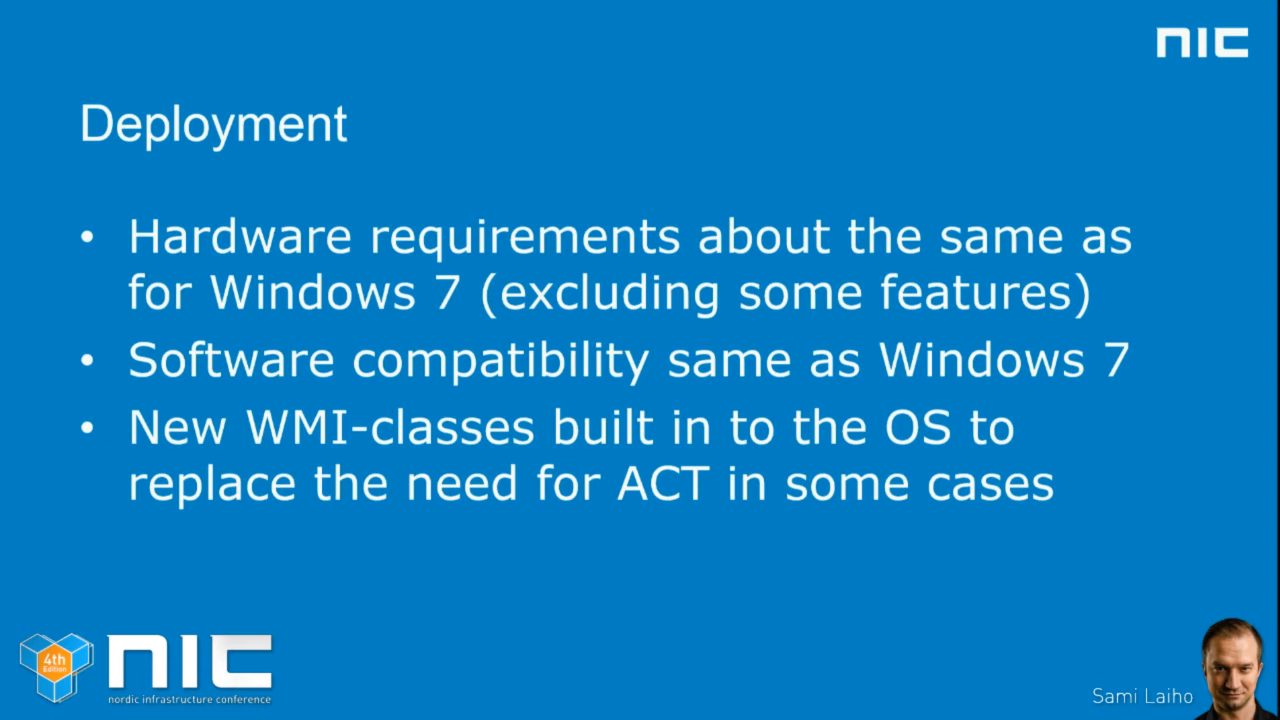 NIC
Deployment
• Hardware requirements about the same as
for Windows 7 (excluding some features)
• Software compatibility same as Windows 7
• New WMI-classes built in to the OS to
replace the need for ACT in some cases
4th
Edition
NIC
nordic infrastructure conference
Sami Laiho